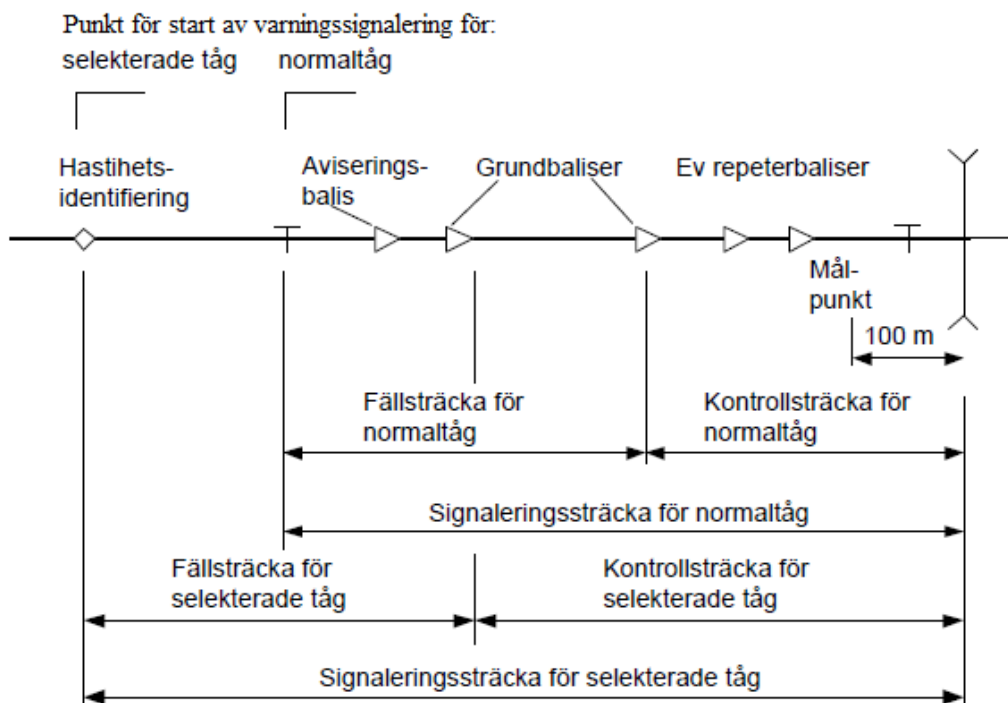 Punkt för start av varningssignalering för:
selekterade tåg normaltåg
Hastihets-
identifiering
Aviserings-
balis
Grundbaliser
Ev repeterbaliser
Mål-
punkt
100 m
Fällsträcka för
normaltåg
Kontrollsträcka för
normaltåg
Signaleringssträcka för normaltåg
Fällsträcka för
selekterade tåg
Kontrollsträcka för
selekterade tåg
Signaleringssträcka för selekterade tåg